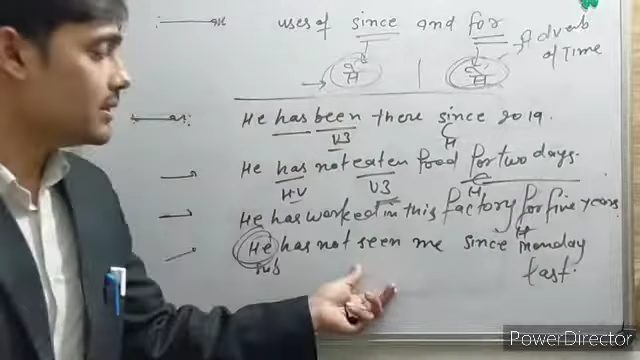 uses of since and for
से से Adverb of Time
He has been there since 2019.
V3 से
He has not eaten food for two days.
HV V3 से
He has worked in this factory for five years
से
He has not seen me since monday last.
sub
PowerDirector